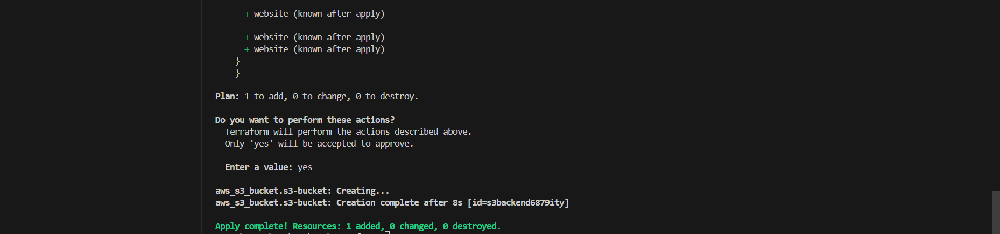 + website (known after apply)
+ website (known after apply)
+ website (known after apply)
}
}
Plan: 1 to add, 0 to change, 0 to destroy.
Do you want to perform these actions?
Terraform will perform the actions described above.
Only 'yes' will be accepted to approve.
Enter a value: yes
aws_s3_bucket.s3-bucket: Creating...
aws_s3_bucket.s3-bucket: Creation complete after 8s [id=s3backend6879ity]
Apply complete! Resources: 1 added, 0 changed, 0 destroyed.